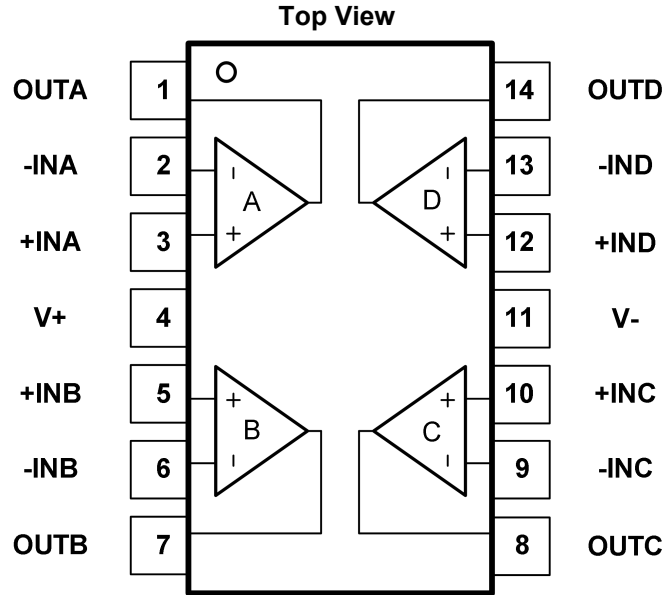 Top View
OUTA 1 14 OUTD
-INA 2 - - 13 -IND
A D
+INA 3 + + 12 +IND
V+ 4 11 V-
+INB 5 + + 10 +INC
B C
-INB 6 - - 9 -INC
OUTB 7 8 OUTC